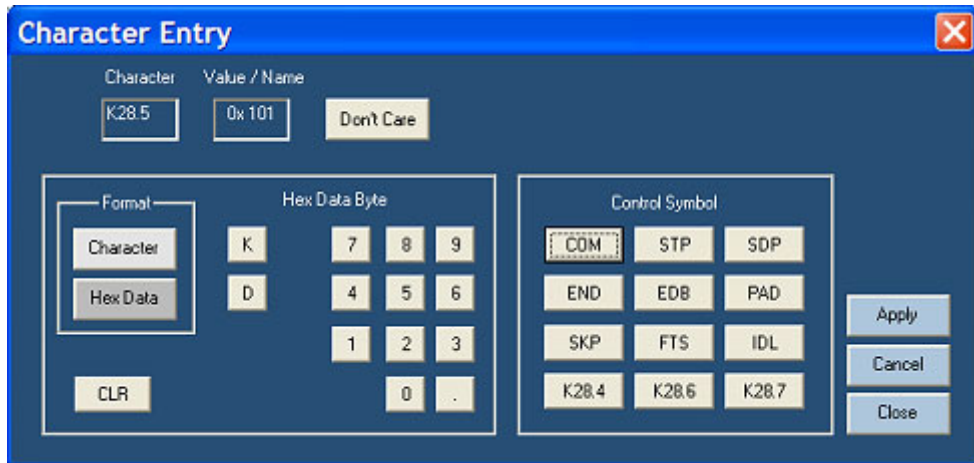 Character Entry
Character Value / Name
K28.5 0x 101 Don't Care
Format Hex Data Byte Control Symbol
Character K 7 8 9 COM STP SDP
Hex Data D 4 5 6 END EDB PAD
Apply
1 2 3 SKP FTS IDL
Cancel
CLR 0 . K28.4 K28.6 K28.7
Close